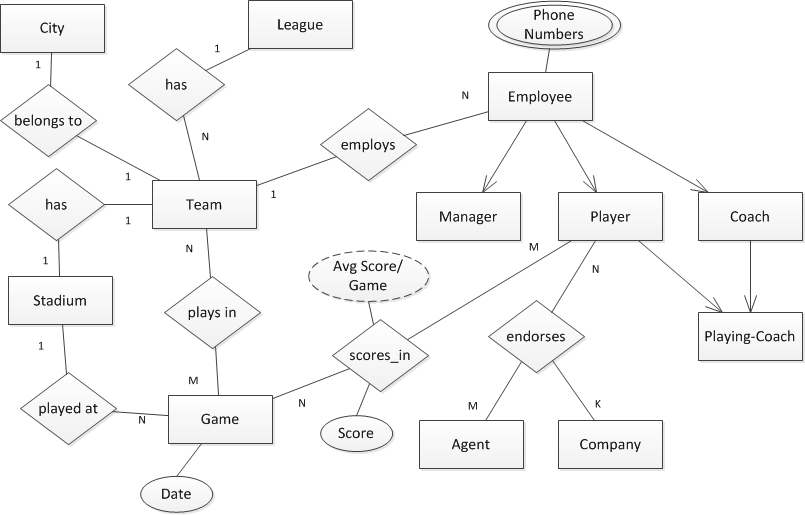 City
League
Phone
Numbers
1
1
has
Employee
N
belongs to
N
employs
1
1
has
Team
1
Manager
Player
Coach
N
M
1
Avg Score/
Game
N
Stadium
plays in
endorses
Playing-Coach
1
scores_in
M
N
M
K
played at
N
Game
Score
Agent
Company
Date